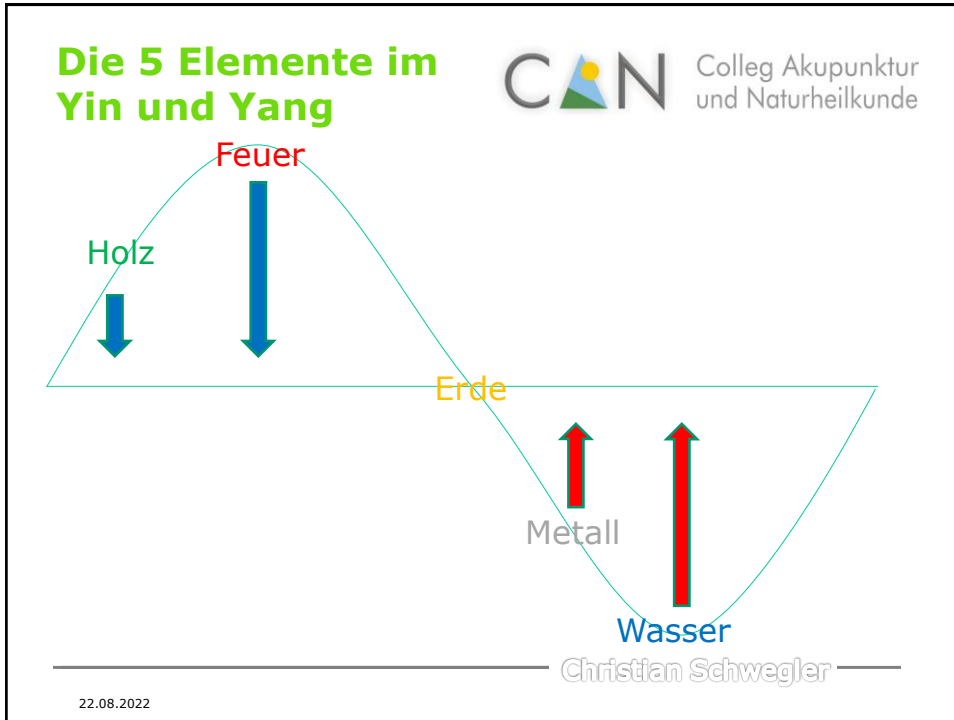 Die 5 Elemente im
Yin und Yang
CAN
Colleg Akupunktur
und Naturheilkunde
Feuer
Holz
Erde
Metall
Wasser
Christian Schwegler
22.08.2022